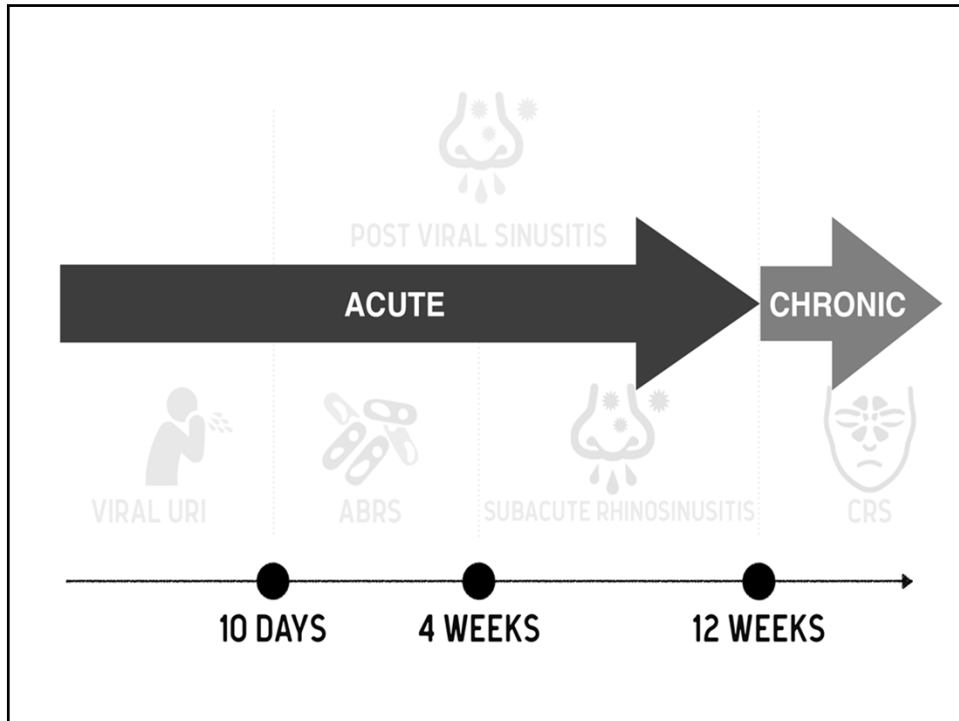 POST VIRAL SINUSITIS
ACUTE
CHRONIC
VIRAL URI
ABRS
SUBACUTE RHINOSINUSITIS
CRS
10 DAYS
4 WEEKS
12 WEEKS